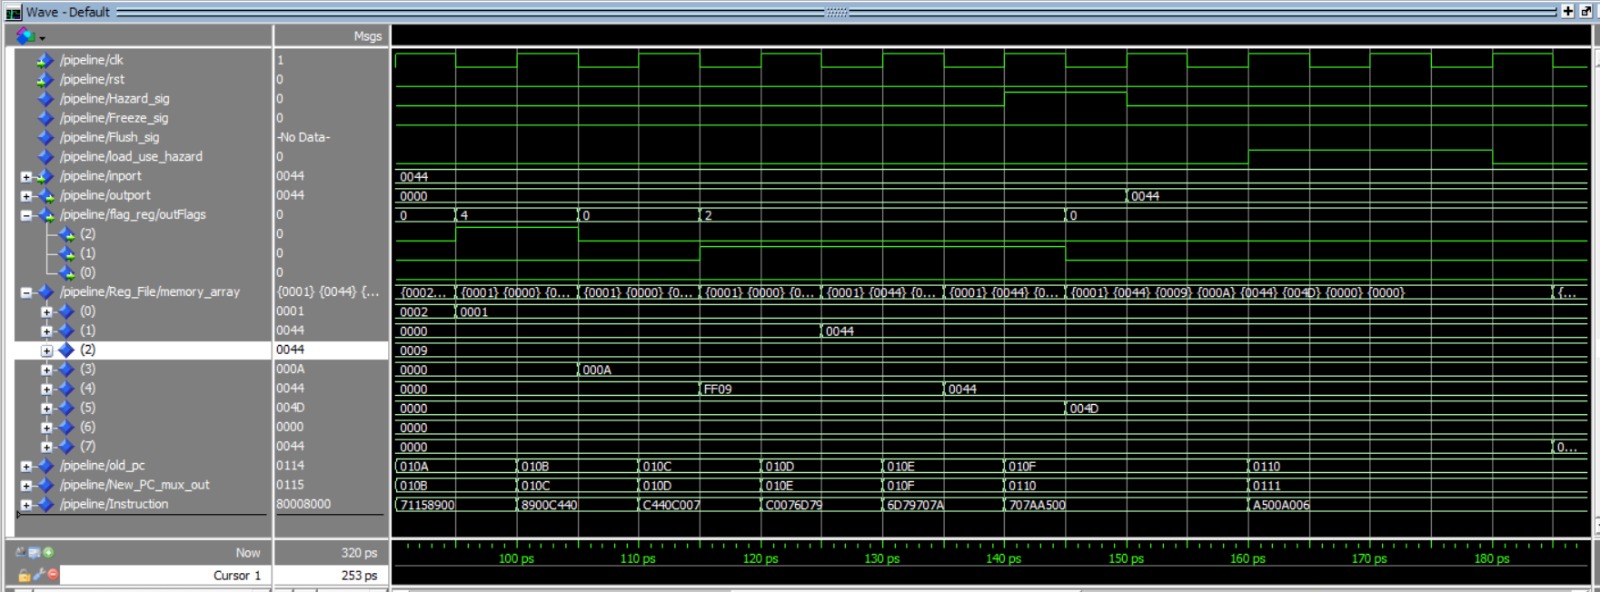 Wave - Default
Msgs
/pipeline/clk 1
/pipeline/rst 0
/pipeline/Hazard_sig 0
/pipeline/Freeze_sig 0
/pipeline/Flush_sig -No Data-
/pipeline/load_use_hazard 0
/pipeline/inport 0044 0044
/pipeline/outport 0044 0000 0044
/pipeline/flag_reg/outFlags 0 0 4 0 2 0
(2) 0
(1) 0
(0) 0
/pipeline/Reg_File/memory_array {0001} {0044} {... {0002... {0001} {0000} {0... {0001} {0000} {0... {0001} {0000} {0... {0001} {0044} {0... {0001} {0044} {0... {0001} {0044} {0009} {000A} {0044} {004D} {0000} {0000} {...
(0) 0001 0002 0001
(1) 0044 0000 0044
(2) 0044 0009
(3) 000A 0000 000A
(4) 0044 0000 FF09 0044
(5) 004D 0000 004D
(6) 0000 0000
(7) 0044 0000 0...
/pipeline/old_pc 0114 010A 010B 010C 010D 010E 010F 0110
/pipeline/New_PC_mux_out 0115 010B 010C 010D 010E 010F 0110 0111
/pipeline/Instruction 80008000 71158900 8900C440 C440C007 C0076D79 6D79707A 707AA500 A500A006
Now 320 ps 100 ps 110 ps 120 ps 130 ps 140 ps 150 ps 160 ps 170 ps 180 ps
Cursor 1 253 ps